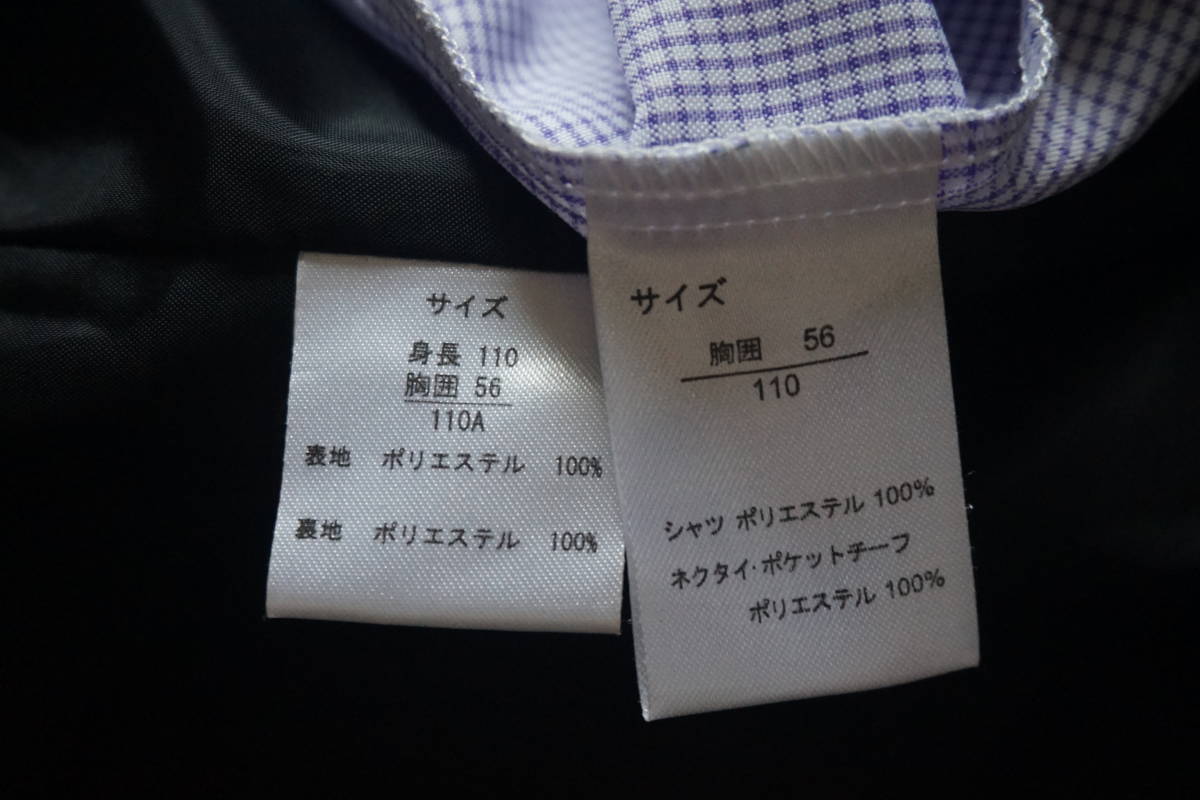 サイズ
身長 110
胸囲 56
110A
表地 ポリエステル 100%
裏地 ポリエステル 100%
サイズ
胸囲 56
110
シャツ ポリエステル 100%
ネクタイ・ポケットチーフ
ポリエステル 100%